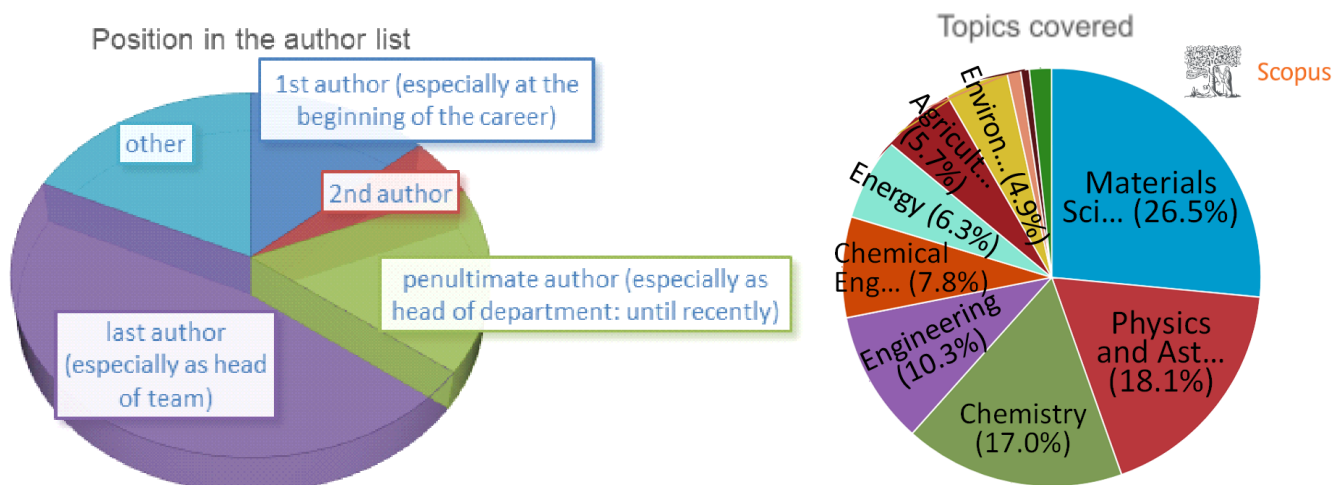 Position in the author list
1st author (especially at the
beginning of the career)
other
2nd author
penultimate author (especially as
head of department: until recently)
last author
(especially as head
of team)
Topics covered
Scopus
Materials
Sci... (26.5%)
Physics
and Ast...
(18.1%)
Chemistry
(17.0%)
Engineering
(10.3%)
Chemical
Eng... (7.8%)
Energy (6.3%)
Agricult...
(5.7%)
Environ...
(4.9%)